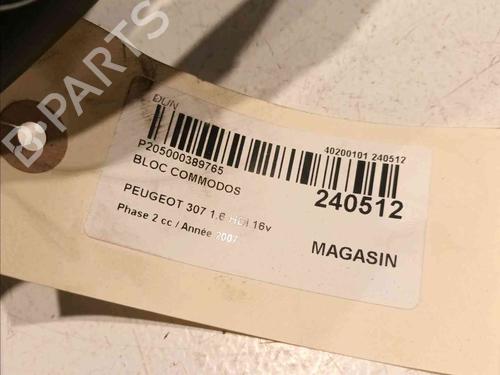 B-PARTS
DUN
P205000389765
BLOC COMMODOS
40200101 240512
240512
PEUGEOT 307 1.6 HDI 16v
Phase 2 cc / Année 2007
MAGASIN